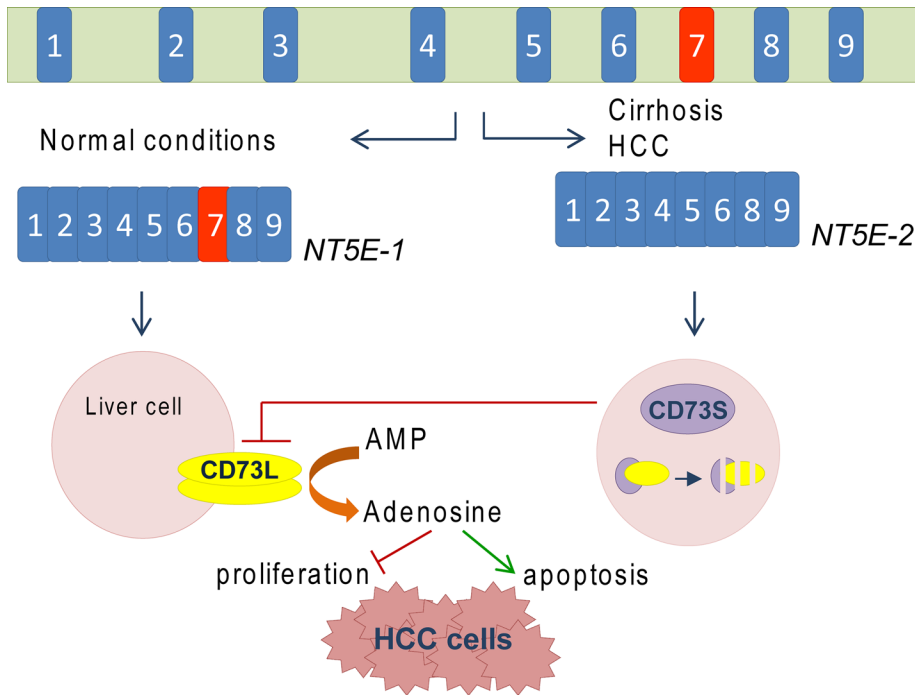 1 2 3 4 5 6 7 8 9
Normal conditions
Cirrhosis
HCC
1 2 3 4 5 6 7 8 9
NT5E-1
1 2 3 4 5 6 8 9
NT5E-2
Liver cell
CD73L
AMP
Adenosine
CD73S
proliferation
apoptosis
HCC cells